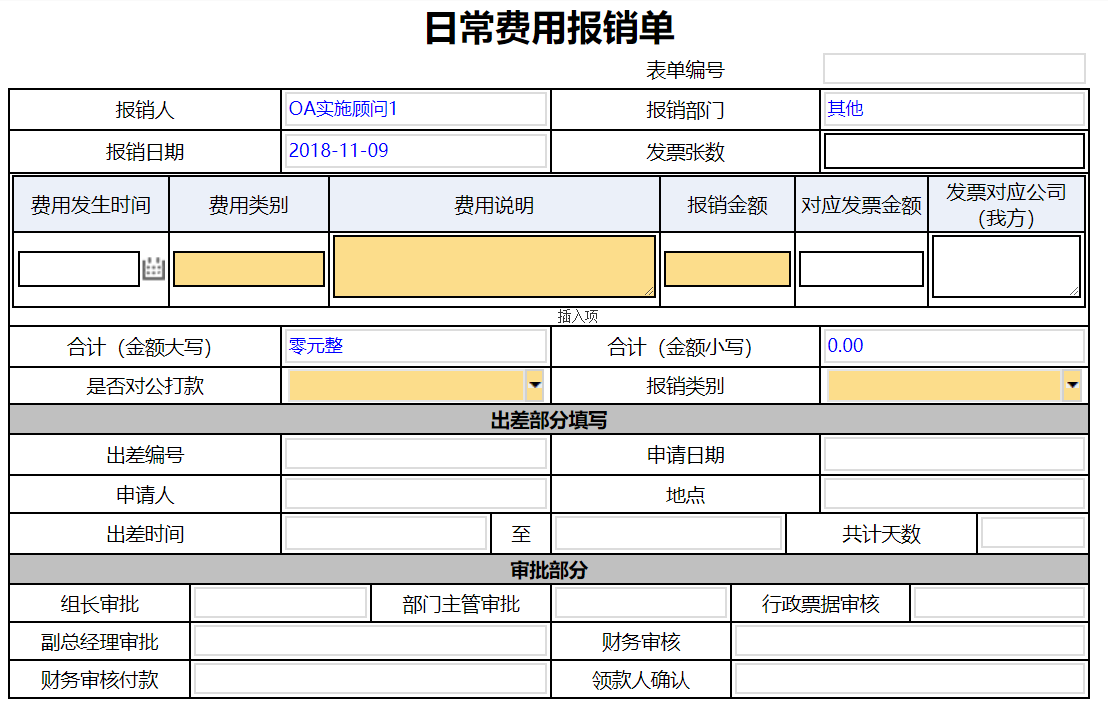 日常费用报销单
表单编号
报销人 OA实施顾问1 报销部门 其他
报销日期 2018-11-09 发票张数
费用发生时间 费用类别 费用说明 报销金额 对应发票金额 发票对应公司
（我方）
插入项
合计（金额大写） 零元整 合计（金额小写） 0.00
是否对公打款 报销类别
出差部分填写
出差编号 申请日期
申请人 地点
出差时间 至 共计天数
审批部分
组长审批 部门主管审批 行政票据审核
副总经理审批 财务审核
财务审核付款 领款人确认